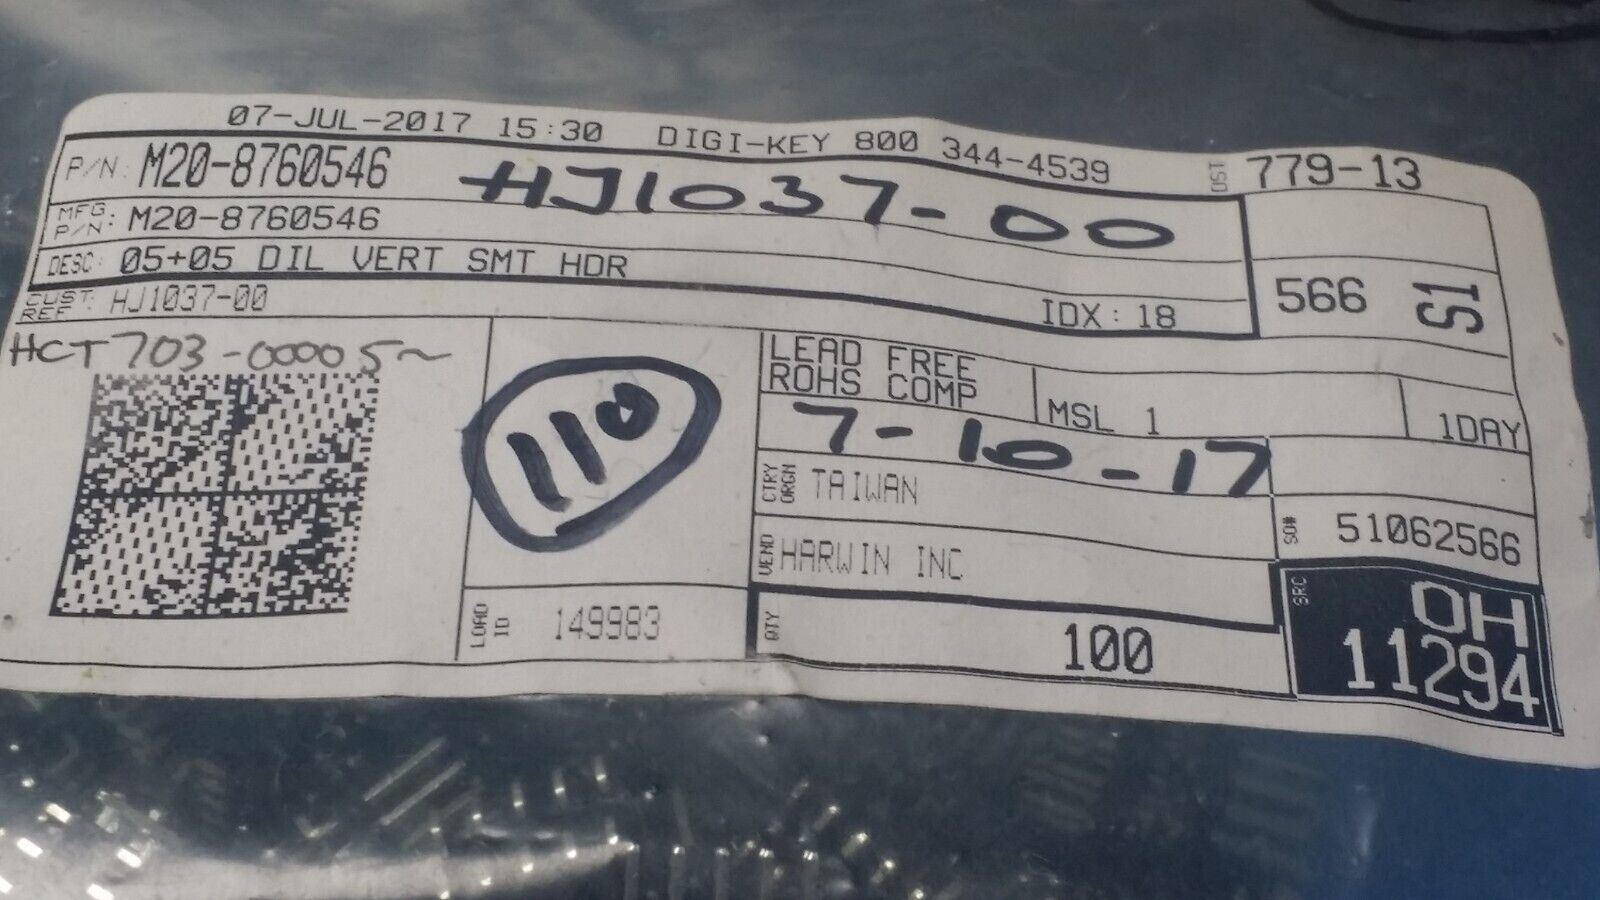 07-JUL-2017 15:30 DIGI-KEY 800 344-4539
DST 779-13
P/N: M20-8760546
HJ1037-00
MFG P/N: M20-8760546
DESC: 05+05 DIL VERT SMT HDR
CUST REF: HJ1037-00
IDX: 18
566 S1
HCT703-00005~
110
LEAD FREE
ROHS COMP
MSL 1
1DAY
7-10-17
CTRY ORGN TAIWAN
SO# 51062566
VEND HARWIN INC
LOAD ID 149983
QTY 100
SRC OH
11294